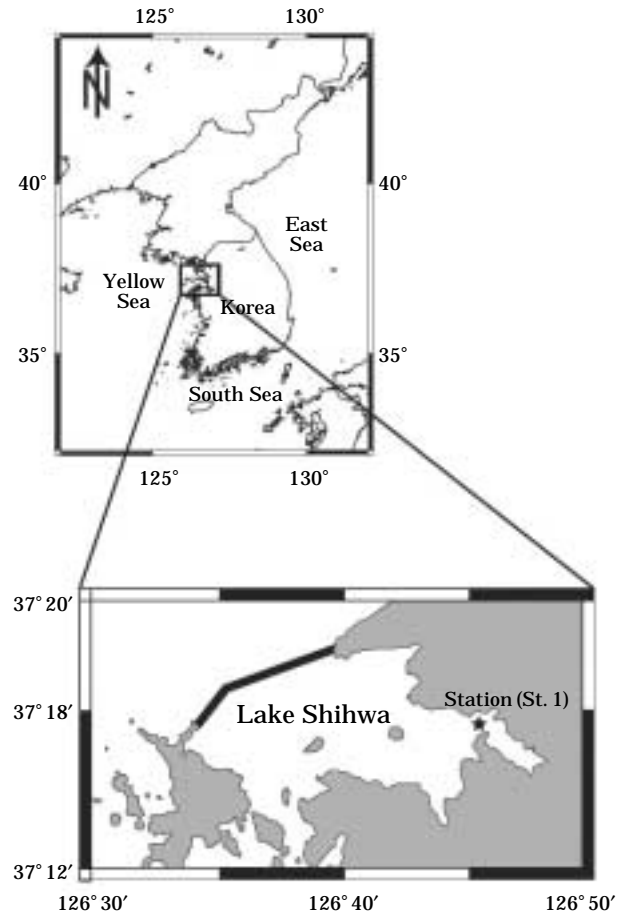 125° 130°
N
40° 40°
East
Sea
Yellow
Sea
Korea
35° 35°
South Sea
125° 130°
37° 20′
Station (St. 1)
37° 18′
Lake Shihwa
37° 12′
126° 30′ 126° 40′ 126° 50′